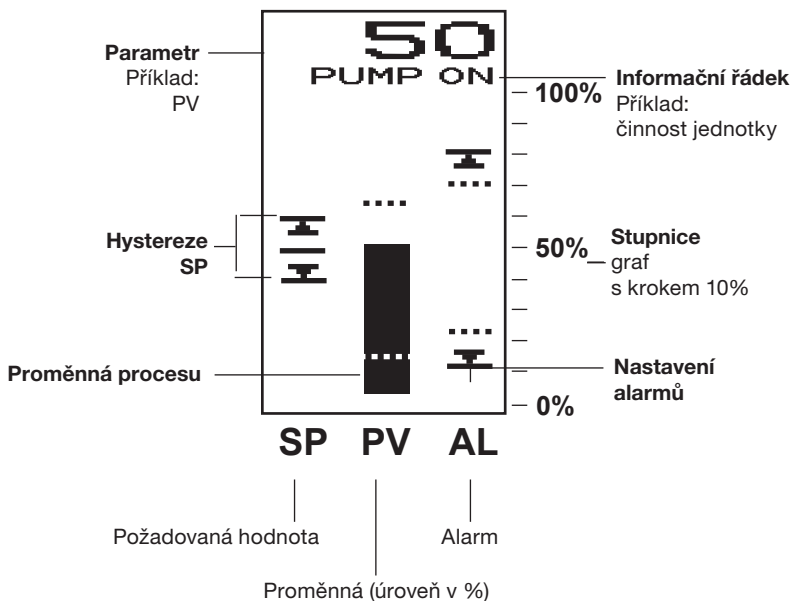 50
PUMP ON
Parametr
Příklad:
PV
Informační řádek
Příklad:
činnost jednotky
100%
Hystereze
SP
50%
Stupnice
graf
s krokem 10%
Proměnná procesu
Nastavení
alarmů
0%
SP PV AL
Požadovaná hodnota
Alarm
Proměnná (úroveň v %)